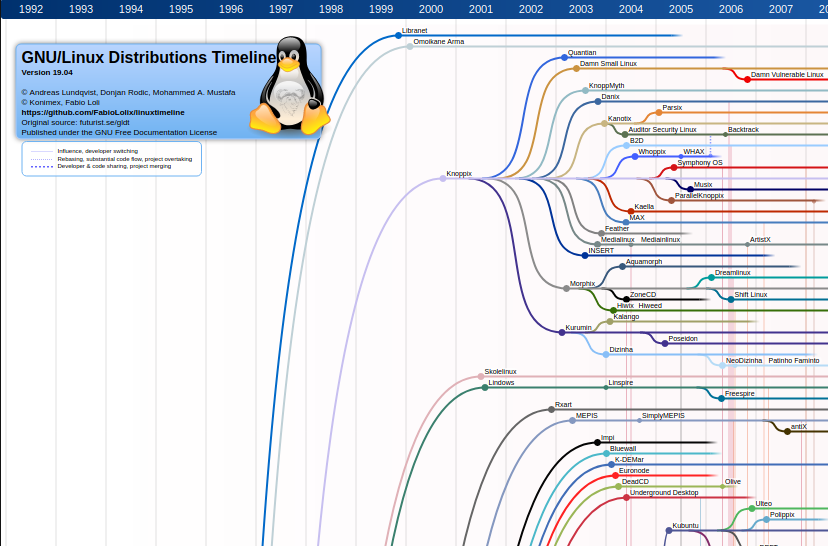 1992 1993 1994 1995 1996 1997 1998 1999 2000 2001 2002 2003 2004 2005 2006 2007 20
GNU/Linux Distributions Timeline
Version 19.04
© Andreas Lundqvist, Donjan Rodic, Mohammed A. Mustafa
© Konimex, Fabio Loli
https://github.com/FabioLolix/linuxtimeline
Original source: futurist.se/gldt
Published under the GNU Free Documentation License
Influence, developer switching
Rebasing, substantial code flow, project overtaking
Developer & code sharing, project merging
Libranet
Omoikane Arma
Quantian
Damn Small Linux
Damn Vulnerable Linux
KnoppMyth
Danix
Parsix
Kanotix
Auditor Security Linux Backtrack
B2D
Whoppix WHAX
Symphony OS
Knoppix
Musix
ParallelKnoppix
Kaella
MAX
Feather
Medialinux Mediainlinux ArtistX
INSERT
Aquamorph
Dreamlinux
Morphix
ZoneCD Shift Linux
Hiwix Hiweed
Kalango
Kurumin
Poseidon
Dizinha
NeoDizinha Patinho Faminto
Skolelinux
Lindows Linspire
Freespire
Rxart
MEPIS SimplyMEPIS
antiX
Impi
Bluewall
K-DEMar
Euronode
DeadCD Olive
Underground Desktop
Ulteo
Polippix
Kubuntu